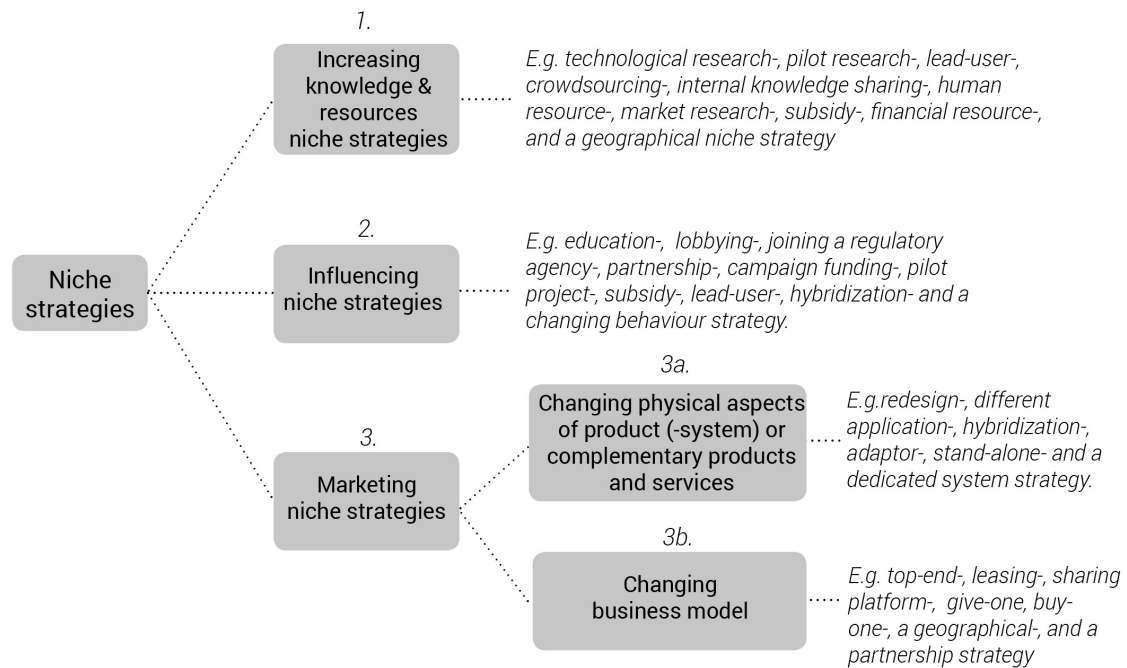 1.
Increasing
knowledge &
resources
niche strategies
E.g. technological research-, pilot research-, lead-user-,
crowdsourcing-, internal knowledge sharing-, human
resource-, market research-, subsidy-, financial resource-,
and a geographical niche strategy
Niche
strategies
2.
Influencing
niche strategies
E.g. education-,  lobbying-, joining a regulatory
agency-, partnership-, campaign funding-, pilot
project-, subsidy-, lead-user-, hybridization- and a
changing behaviour strategy.
3.
Marketing
niche strategies
3a.
Changing physical aspects
of product (-system) or
complementary products
and services
E.g.redesign-, different
application-, hybridization-,
adaptor-, stand-alone- and a
dedicated system strategy.
3b.
Changing
business model
E.g. top-end-, leasing-, sharing
platform-,  give-one, buy-
one-, a geographical-, and a
partnership strategy